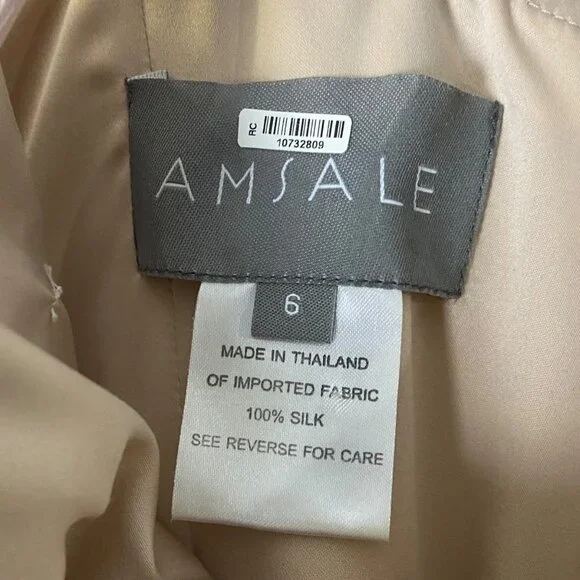 RC
10732809
AMSALE
6
MADE IN THAILAND
OF IMPORTED FABRIC
100% SILK
SEE REVERSE FOR CARE